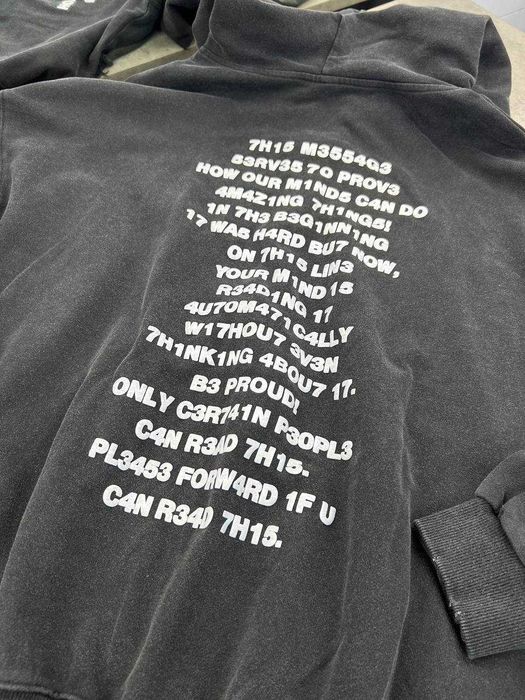 7H15 M3554G3
53RV35 7O PROV3
HOW OUR M1ND5 C4N DO
4M4Z1NG 7H1NG5!
1N 7H3 B3G1NN1NG
17 WA5 H4RD BU7 NOW,
ON 7H15 LIN3
YOUR M1ND 15
R34D1NG 17
4U7OM471C4LLY
W17HOU7 3V3N
7H1NK1NG 4BOU7 17.
B3 PROUD!
ONLY C3R741N P3OPL3
C4N R34D 7H15.
PL3453 FORW4RD 1F U
C4N R34D 7H15.